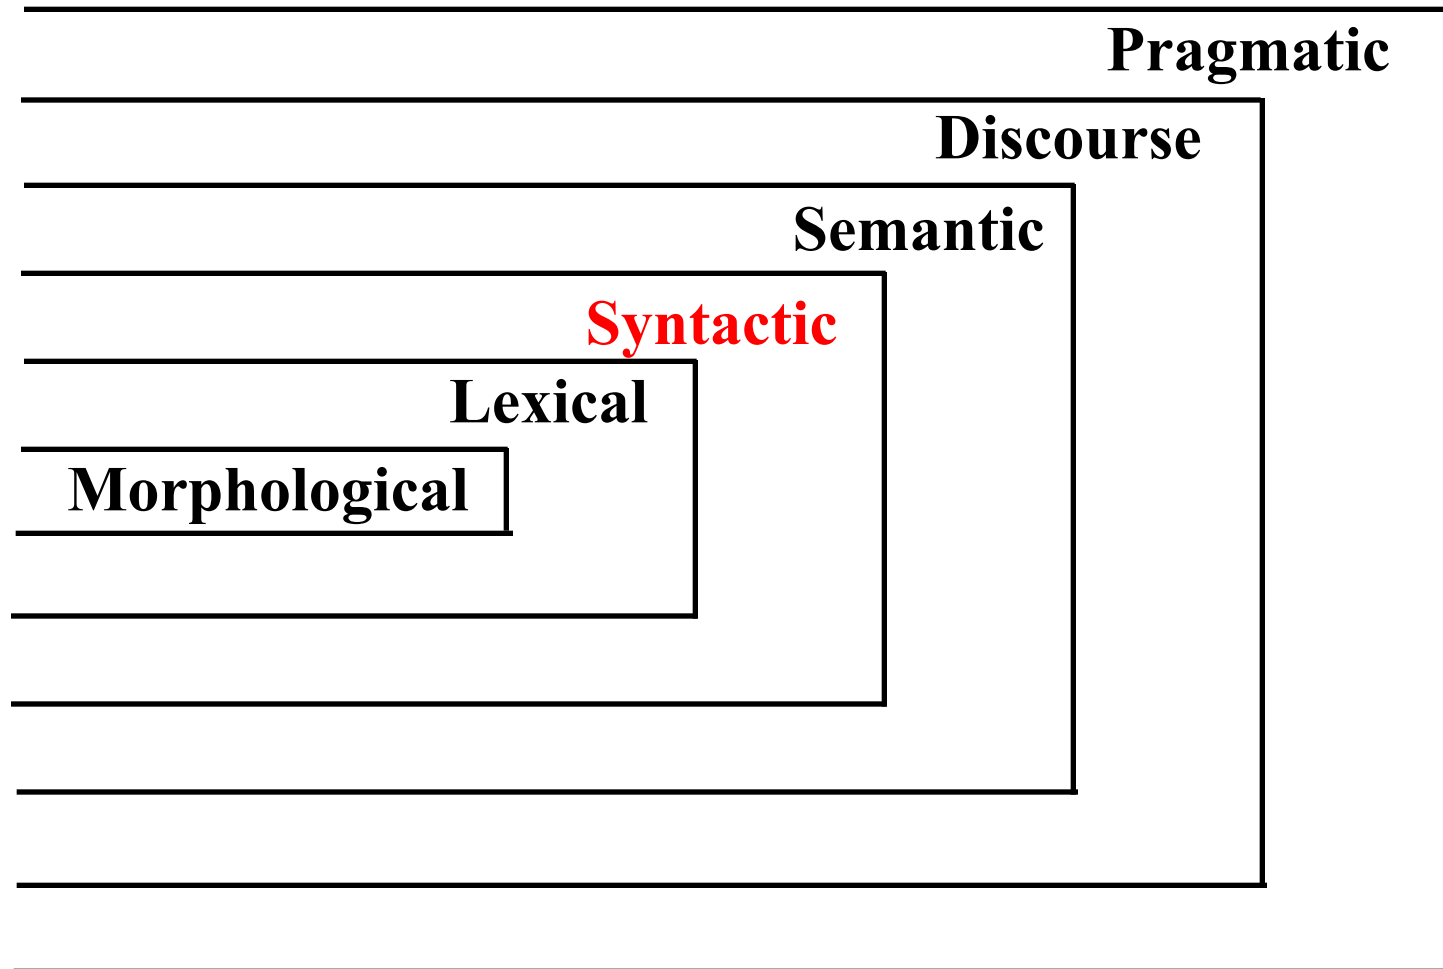 Pragmatic
Discourse
Semantic
Syntactic
Lexical
Morphological